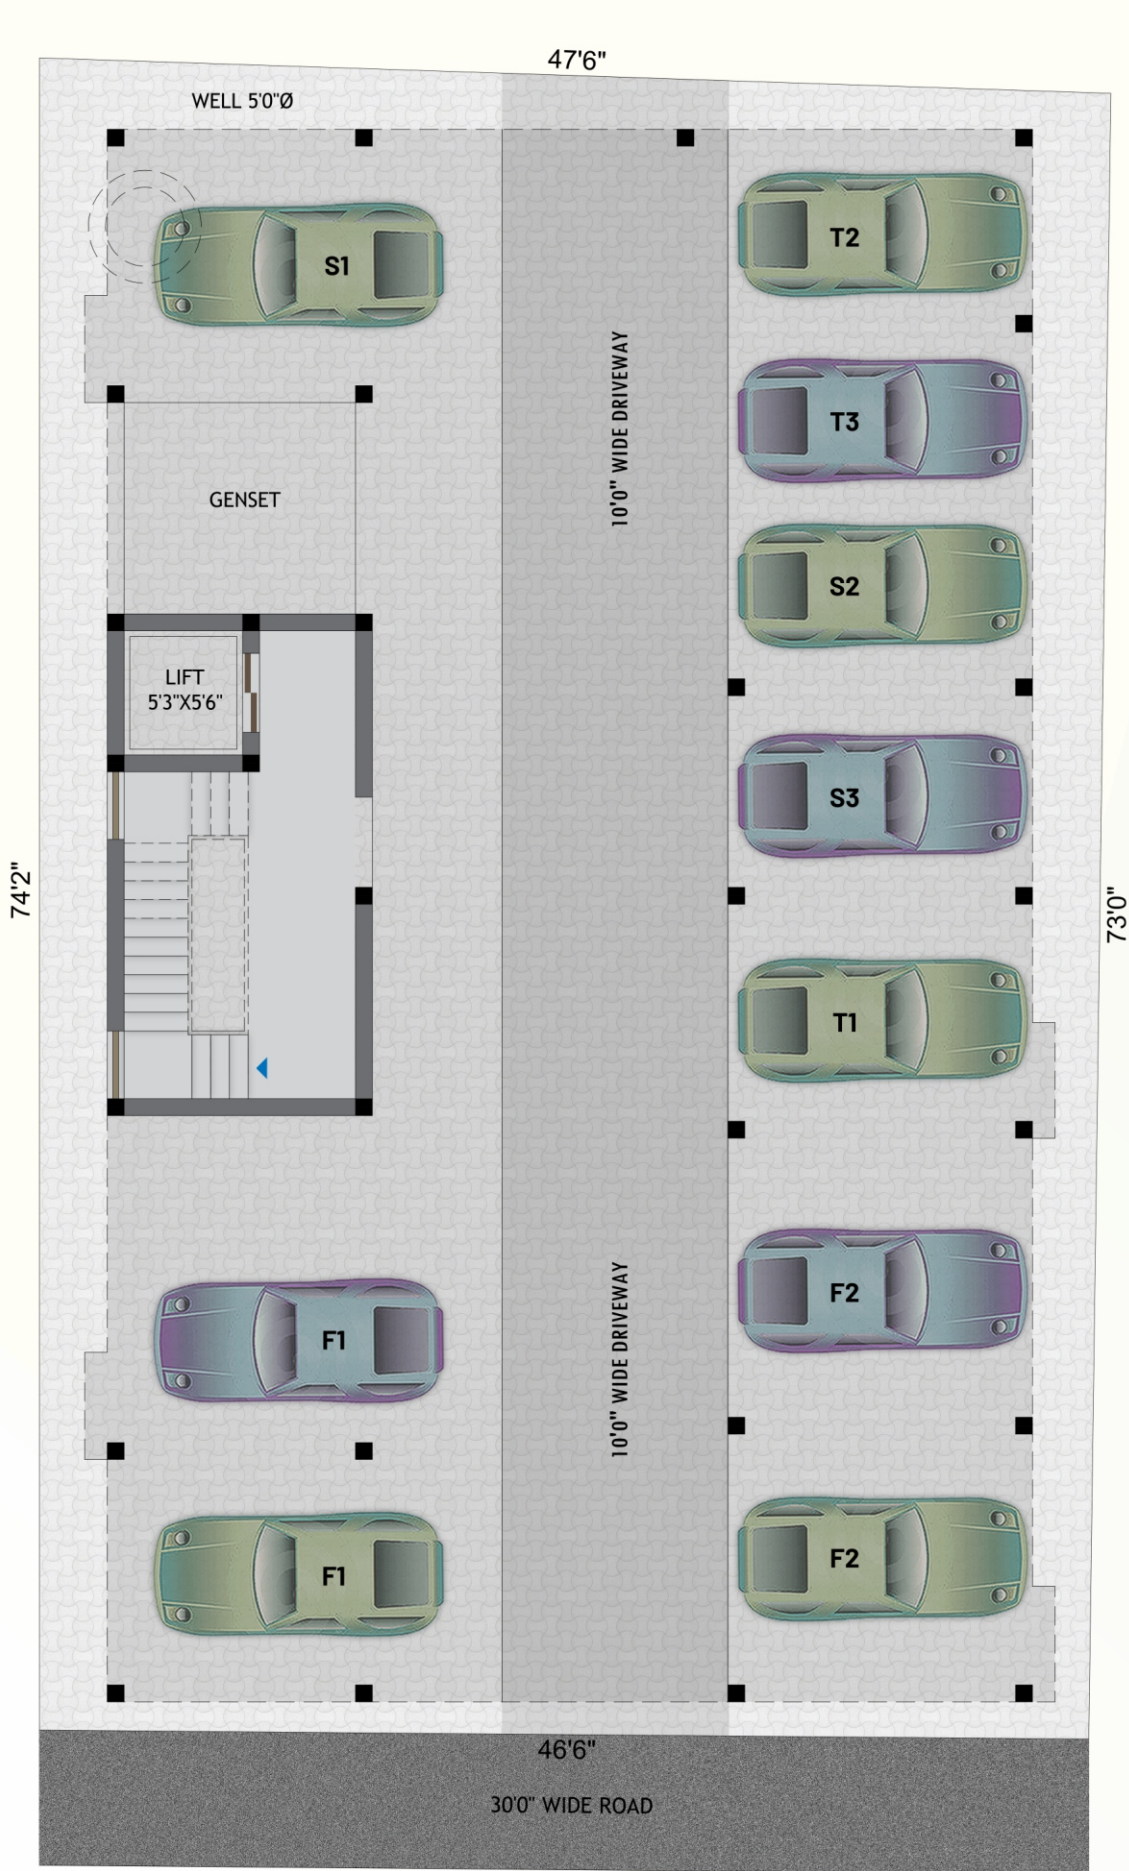 47'6"
WELL 5'0"Ø
S1
T2
10'0" WIDE DRIVEWAY
T3
GENSET
S2
LIFT
5'3"X5'6"
S3
74'2"
73'0"
T1
F2
F1
10'0" WIDE DRIVEWAY
F2
F1
46'6"
30'0" WIDE ROAD